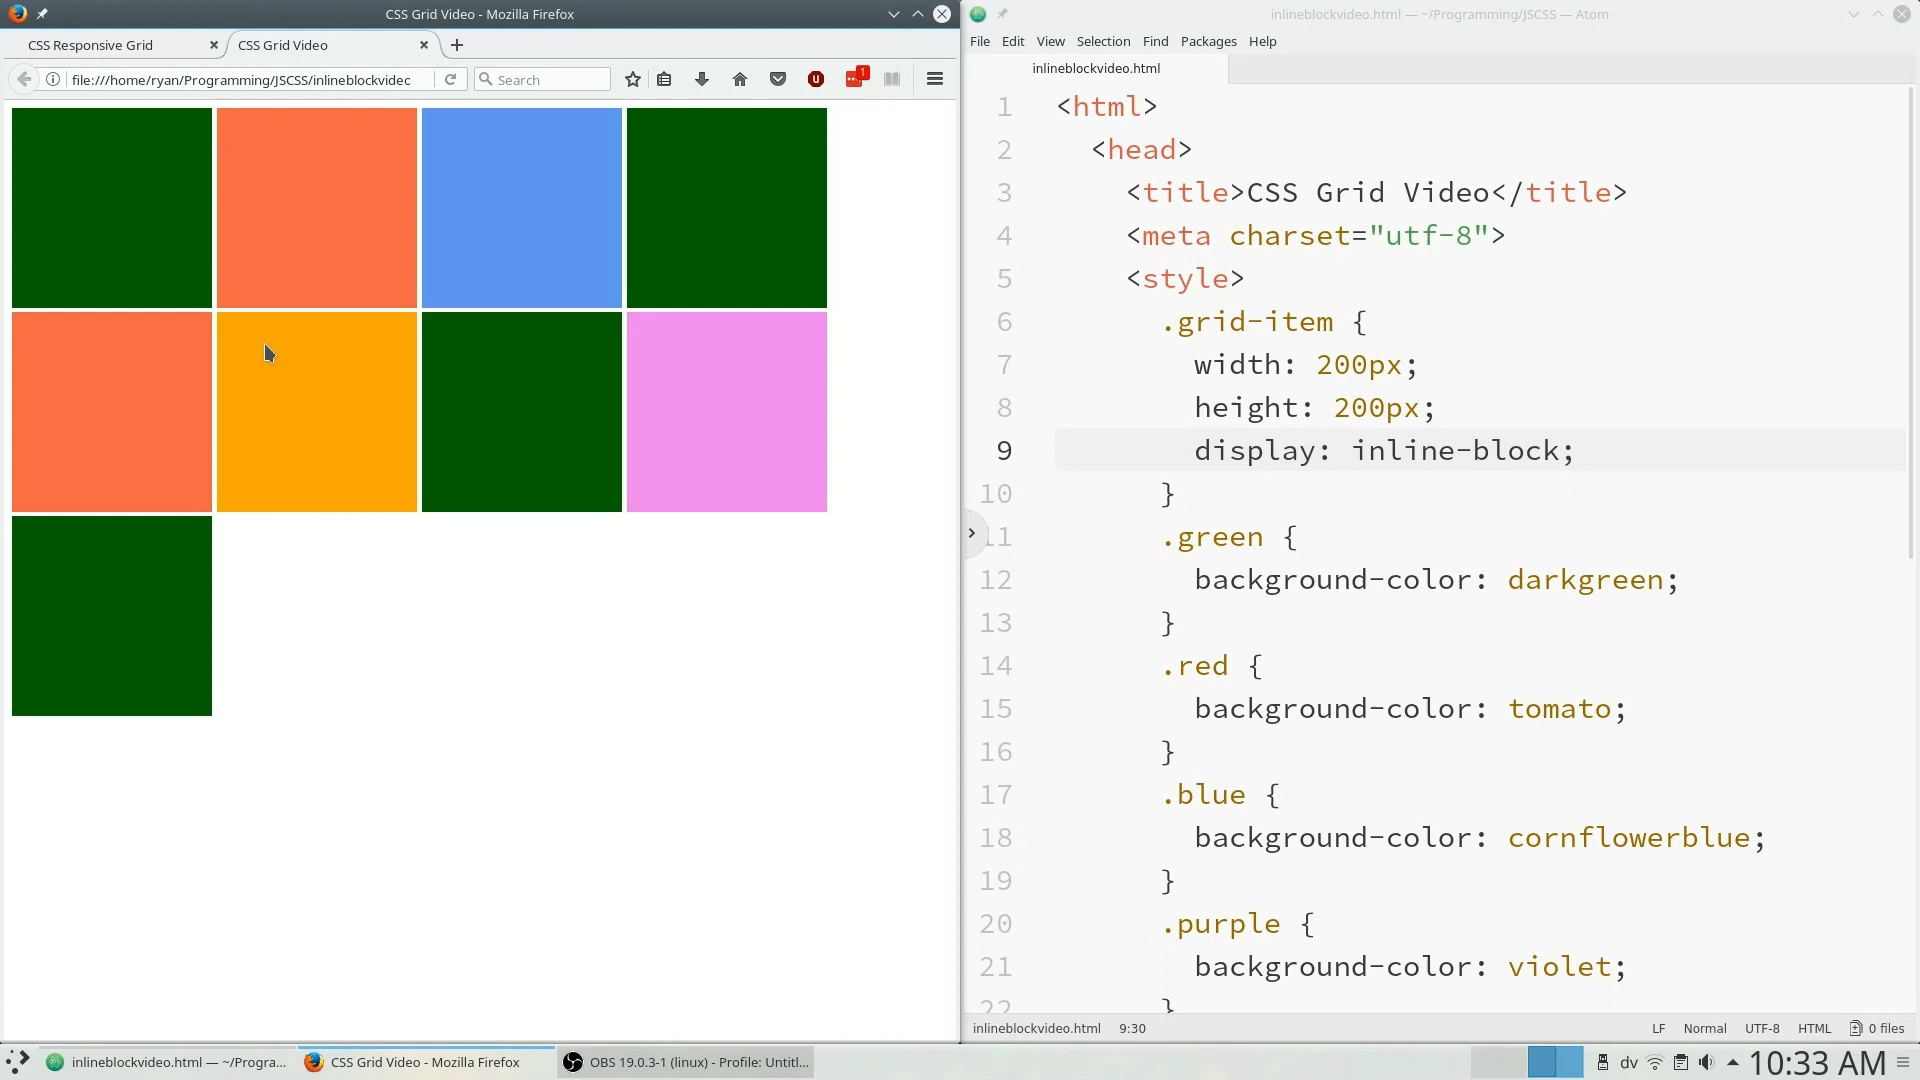 CSS Grid Video - Mozilla Firefox
CSS Responsive Grid
CSS Grid Video
file:///home/ryan/Programming/JSCSS/inlineblockvideo
Search
1
inlineblockvideo.html — ~/Programming/JSCSS — Atom
File Edit View Selection Find Packages Help
inlineblockvideo.html
1 <html>
2 <head>
3 <title>CSS Grid Video</title>
4 <meta charset="utf-8">
5 <style>
6 .grid-item {
7 width: 200px;
8 height: 200px;
9 display: inline-block;
10 }
11 .green {
12 background-color: darkgreen;
13 }
14 .red {
15 background-color: tomato;
16 }
17 .blue {
18 background-color: cornflowerblue;
19 }
20 .purple {
21 background-color: violet;
22 }
inlineblockvideo.html 9:30 LF Normal UTF-8 HTML 0 files
inlineblockvideo.html — ~/Progra...
CSS Grid Video - Mozilla Firefox
OBS 19.0.3-1 (linux) - Profile: Untitl...
dv
10:33 AM